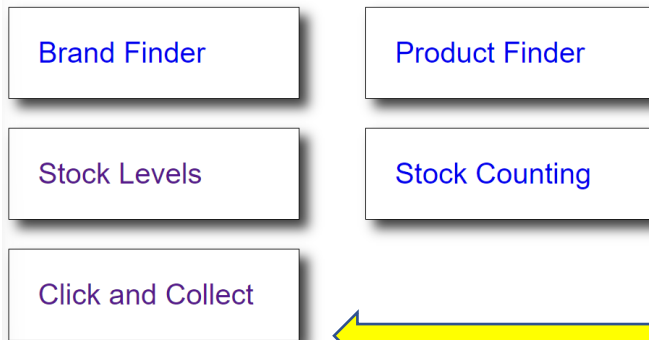 Brand Finder
Product Finder
Stock Levels
Stock Counting
Click and Collect